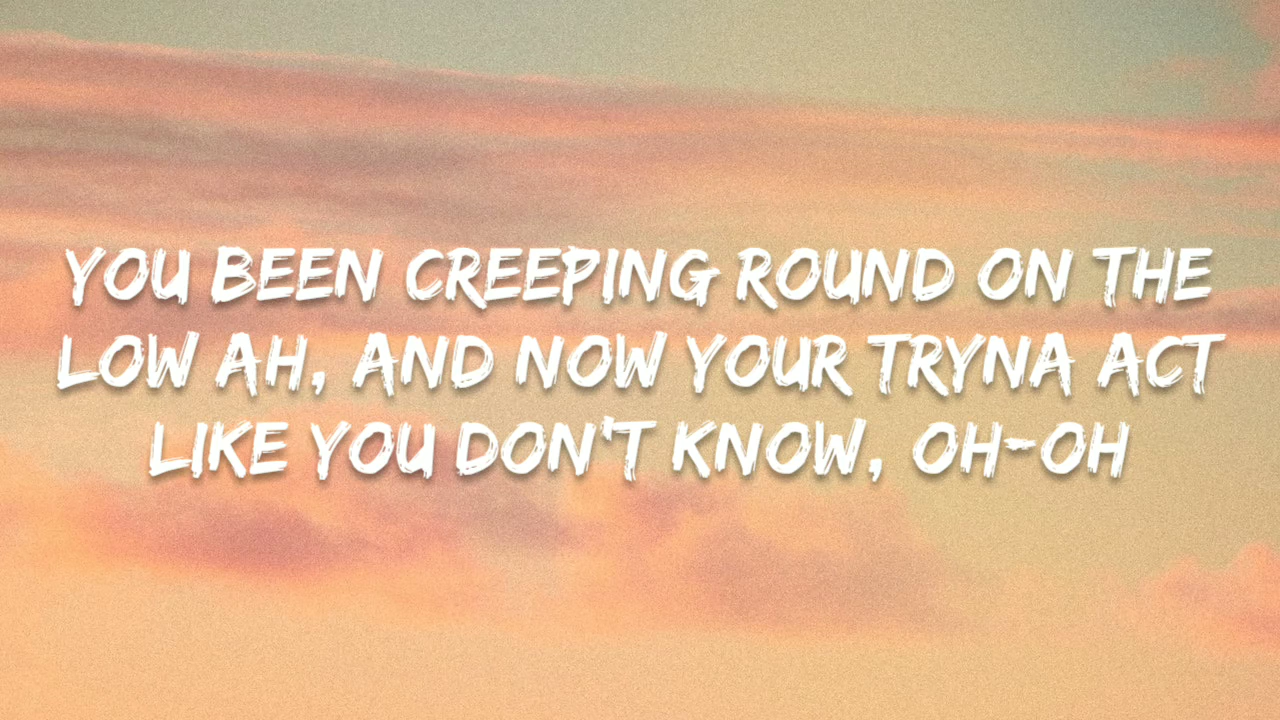 YOU BEEN CREEPING ROUND ON THE
LOW AH, AND NOW YOUR TRYNA ACT
LIKE YOU DON'T KNOW, OH-OH